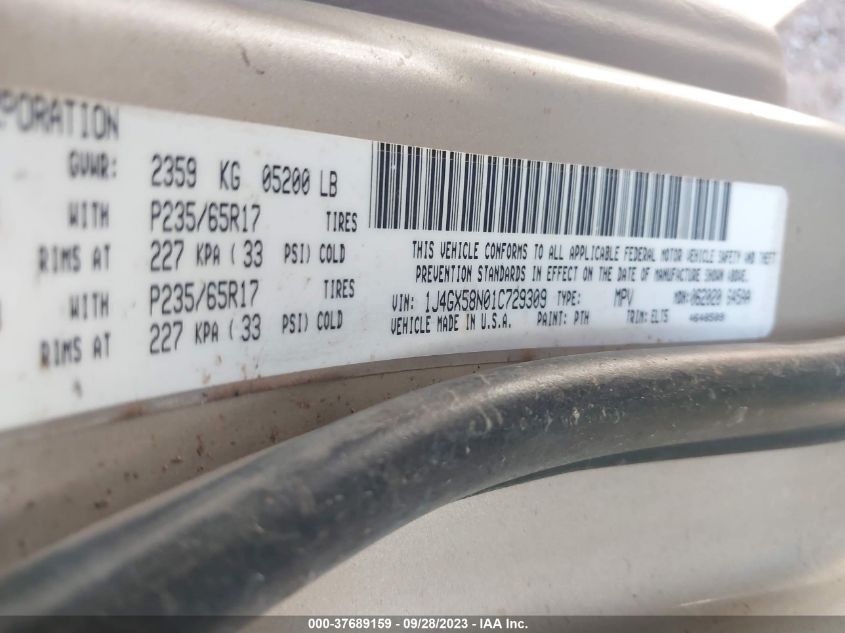 PORATION
GVWR: 2359 KG 05200 LB
WITH P235/65R17 TIRES
RIMS AT 227 KPA ( 33 PSI) COLD
WITH P235/65R17 TIRES
RIMS AT 227 KPA ( 33 PSI) COLD
THIS VEHICLE CONFORMS TO ALL APPLICABLE FEDERAL MOTOR VEHICLE SAFETY AND THEFT
PREVENTION STANDARDS IN EFFECT ON THE DATE OF MANUFACTURE SHOWN ABOVE.
VIN: 1J4GX58N01C729309 TYPE: MPV MDH: 062020 
VEHICLE MADE IN U.S.A. PAINT: PTH TRIM: ELT5
000-37689159 - 09/28/2023 - IAA Inc.